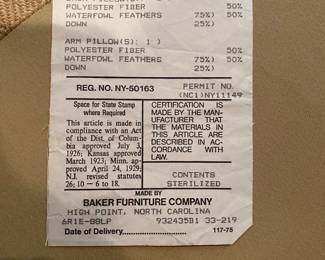 POLYESTER FIBER 50%
WATERFOWL FEATHERS 75%) 50%
DOWN 25%)
ARM PILLOW(S): 1 )
POLYESTER FIBER 50%
WATERFOWL FEATHERS 75%) 50%
DOWN 25%)
REG. NO. NY-50163
PERMIT NO.
(NC1)NY11149
Space for State Stamp
where Required
This article is made in
compliance with an Act
of the Dist. of Colum-
bia approved July 3,
1926; Kansas approved
March 1923; Minn. ap-
proved April 24, 1929;
N.J. revised statutes
26; 10 – 6 to 18.
CERTIFICATION IS
MADE BY THE MAN-
UFACTURER THAT
THE MATERIALS IN
THIS ARTICLE ARE
DESCRIBED IN AC-
CORDANCE WITH
LAW.
CONTENTS
STERILIZED
MADE BY
BAKER FURNITURE COMPANY
HIGH POINT, NORTH CAROLINA
6R1E-88LP 932435B1 33-219
Date of Delivery 117-75